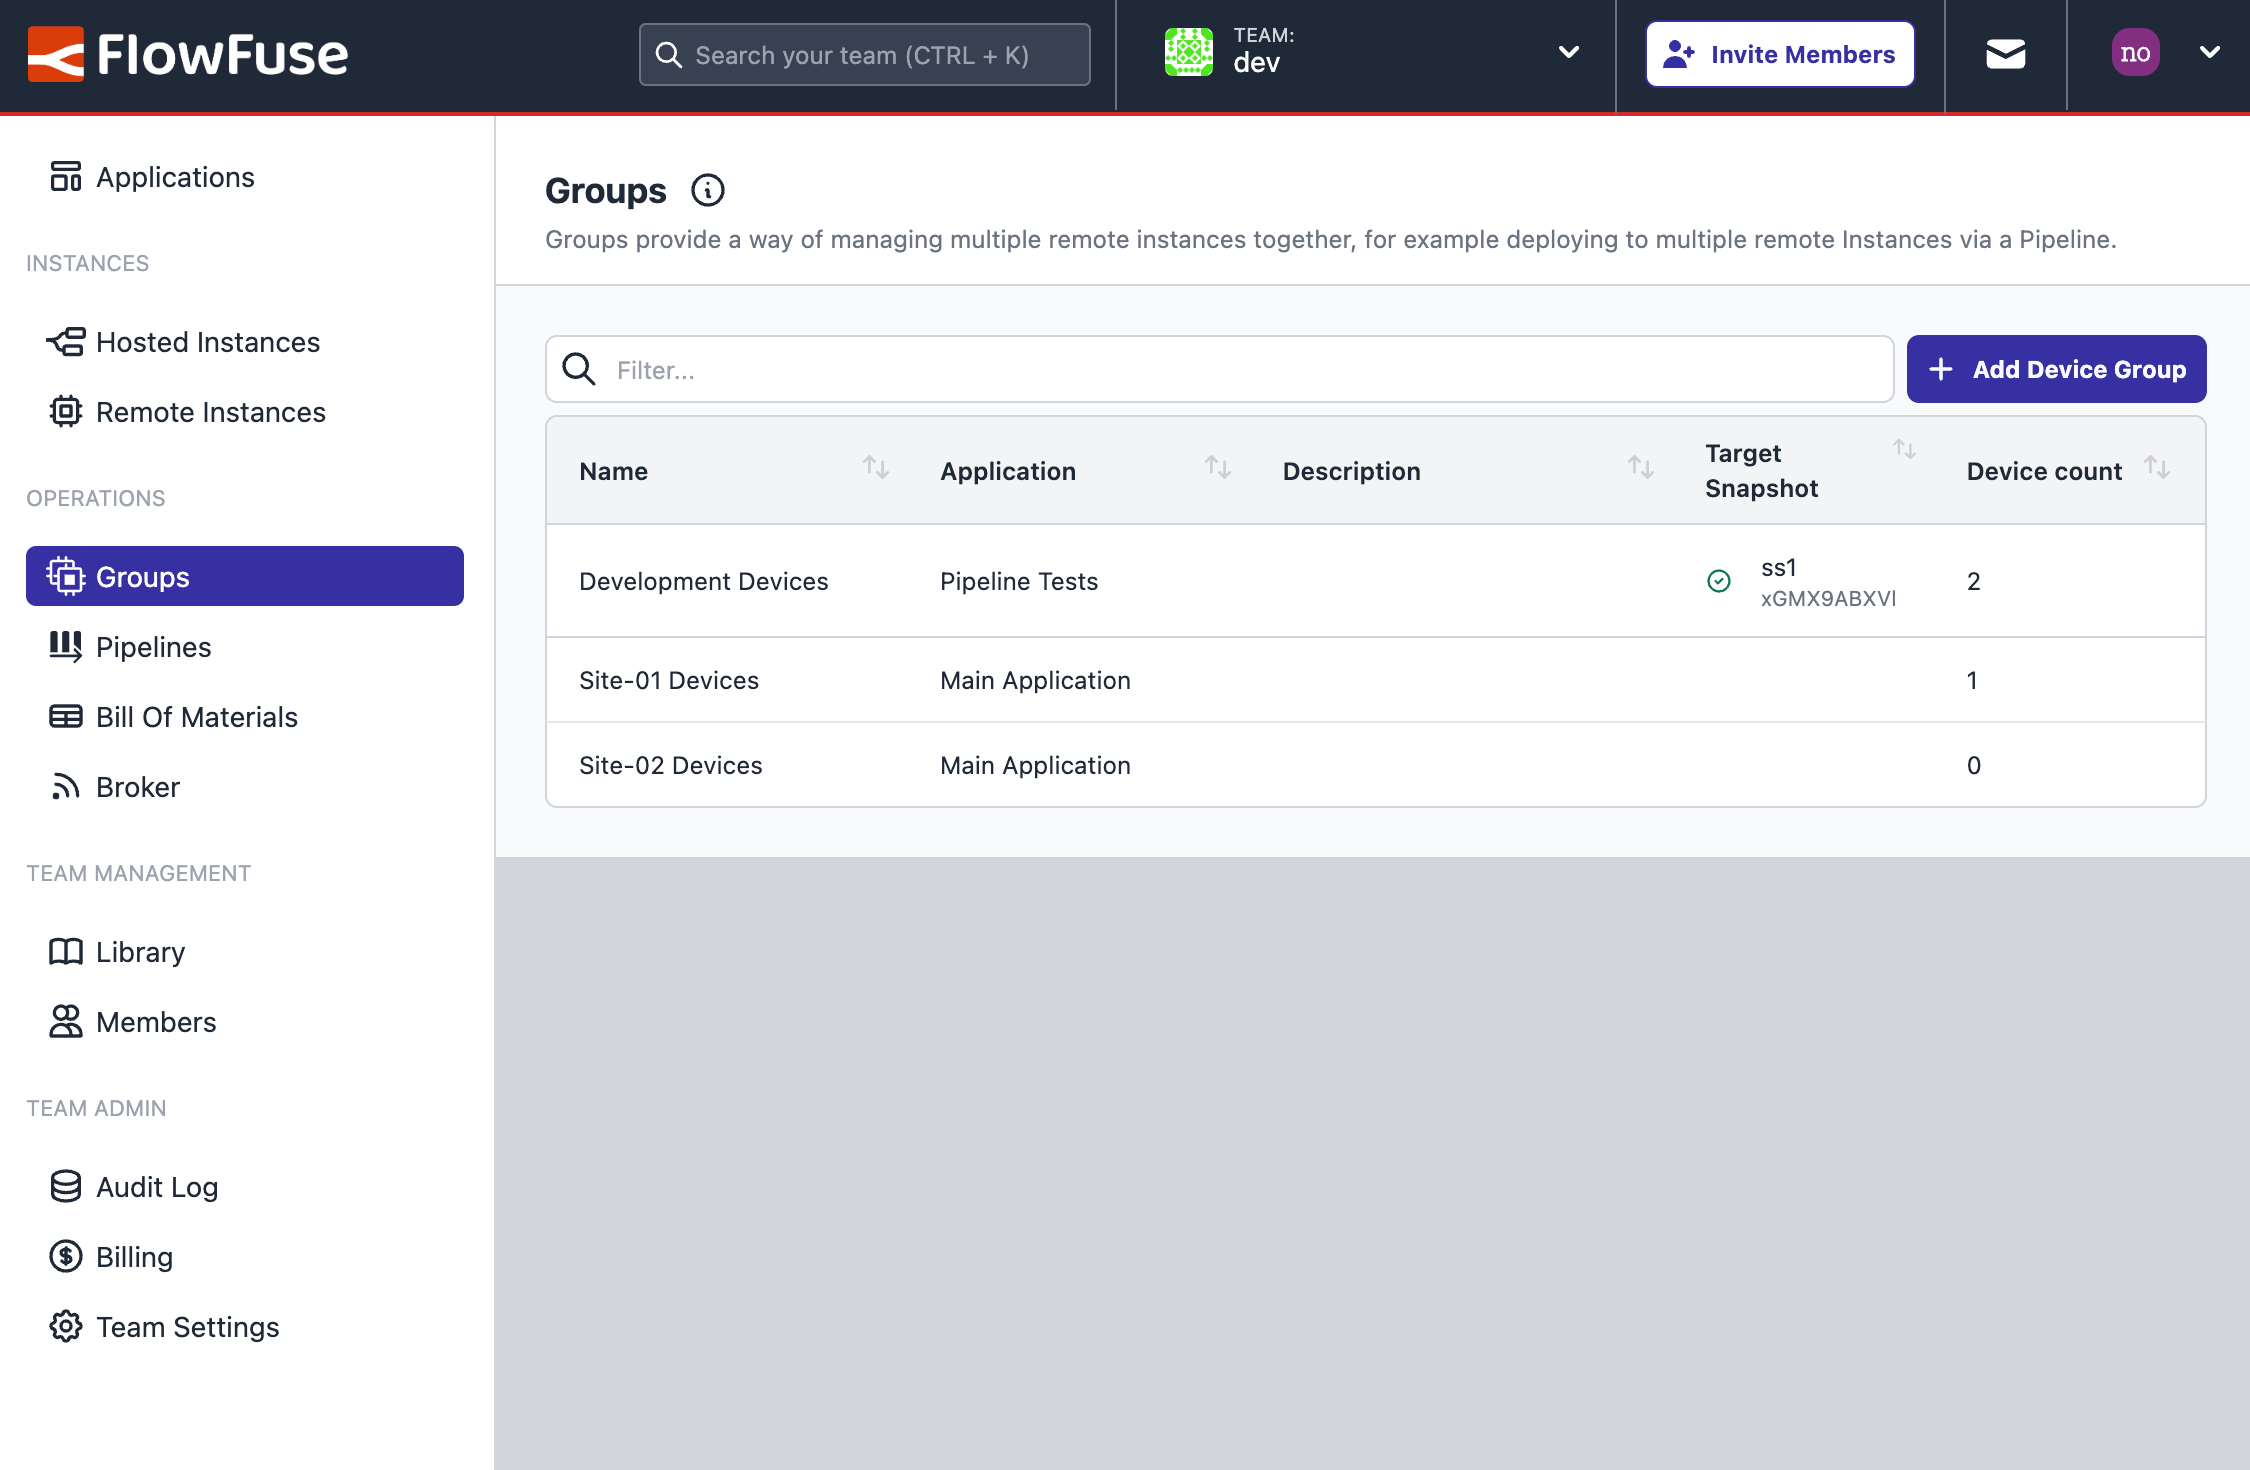 FlowFuse
Search your team (CTRL + K)
TEAM:
dev
Invite Members
no
Applications
INSTANCES
Hosted Instances
Remote Instances
OPERATIONS
Groups
Pipelines
Bill Of Materials
Broker
TEAM MANAGEMENT
Library
Members
TEAM ADMIN
Audit Log
Billing
Team Settings
Groups
Groups provide a way of managing multiple remote instances together, for example deploying to multiple remote Instances via a Pipeline.
Filter...
Add Device Group
Name Application Description Target Snapshot Device count
Development Devices Pipeline Tests ss1 xGMX9ABXVl 2
Site-01 Devices Main Application 1
Site-02 Devices Main Application 0